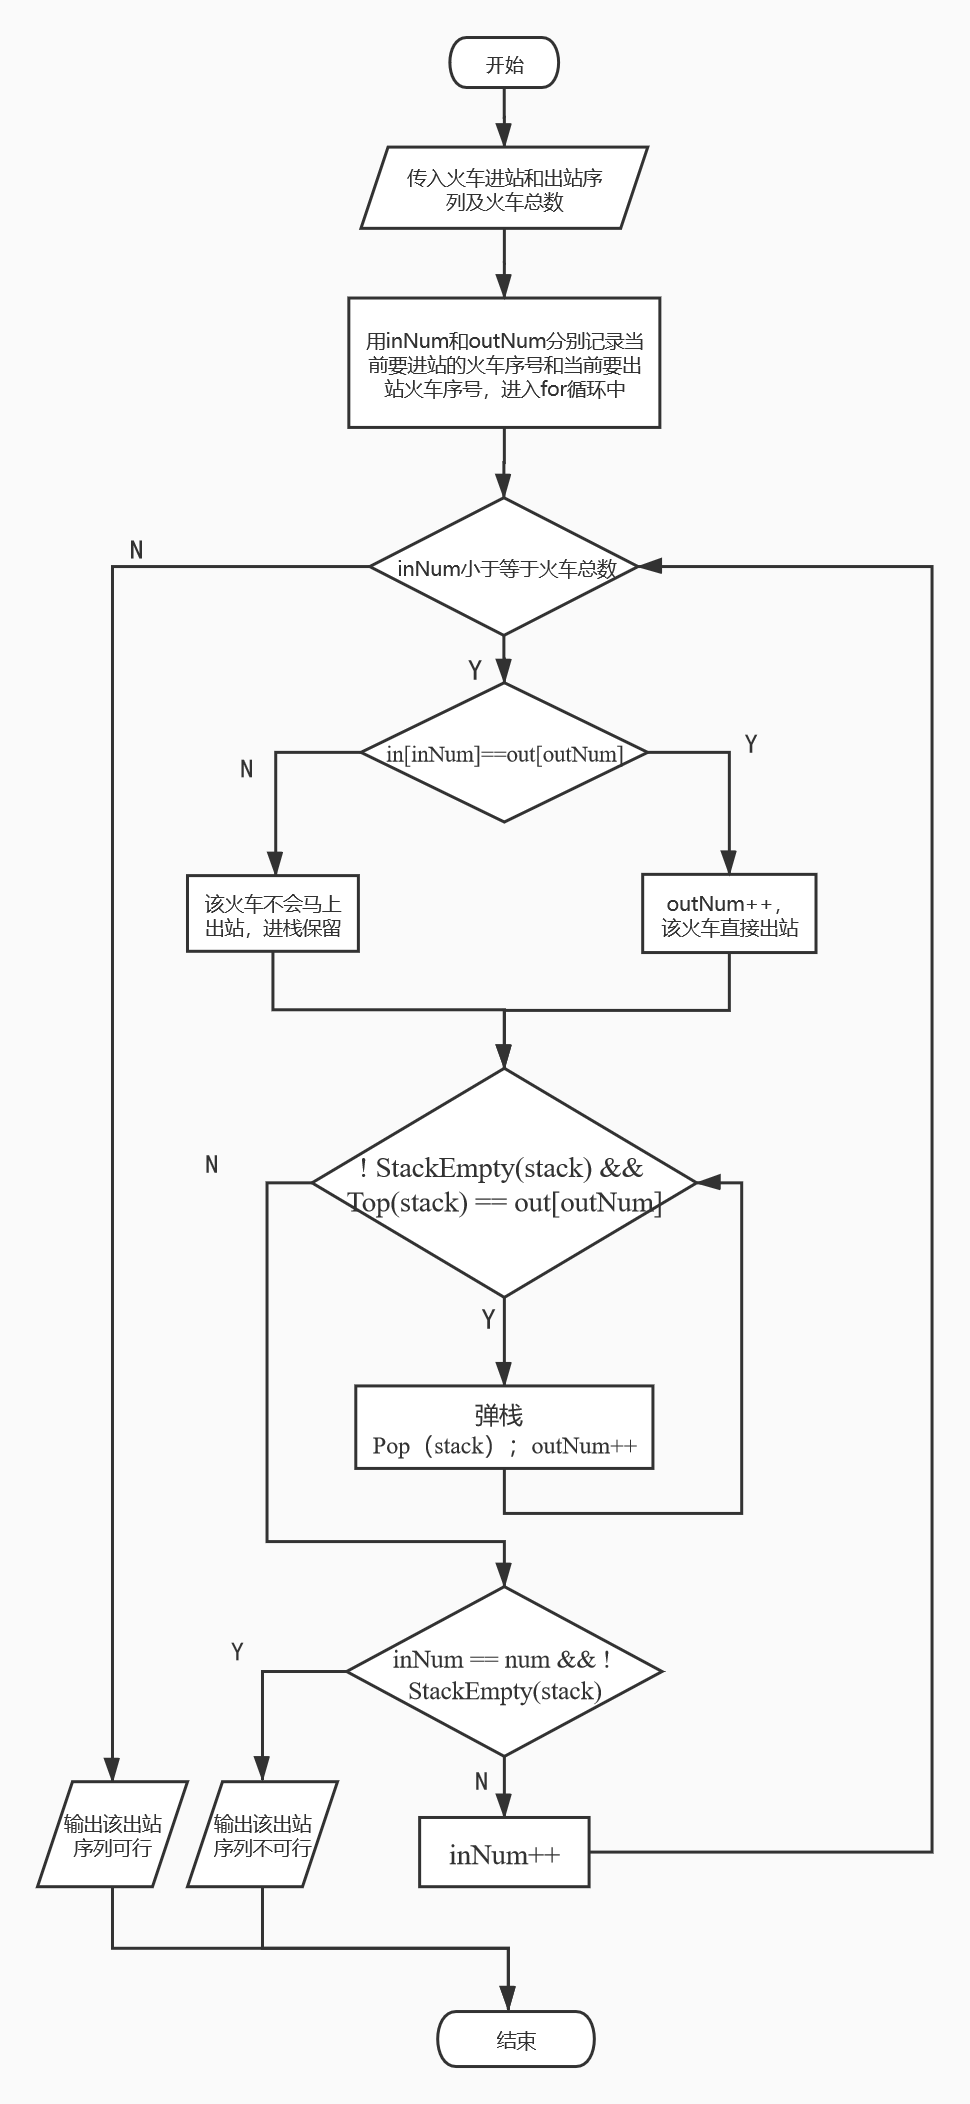 开始
传入火车进站和出站序
列及火车总数
用inNum和outNum分别记录当
前要进站的火车序号和当前要出
站火车序号，进入for循环中
N
inNum小于等于火车总数
Y
in[inNum]==out[outNum]
Y
N
该火车不会马上
出站，进栈保留
outNum++，
该火车直接出站
N
! StackEmpty(stack) &&
Top(stack) == out[outNum]
Y
弹栈
Pop（stack）；outNum++
Y
inNum == num && !
StackEmpty(stack)
N
输出该出站
序列可行
输出该出站
序列不可行
inNum++
结束